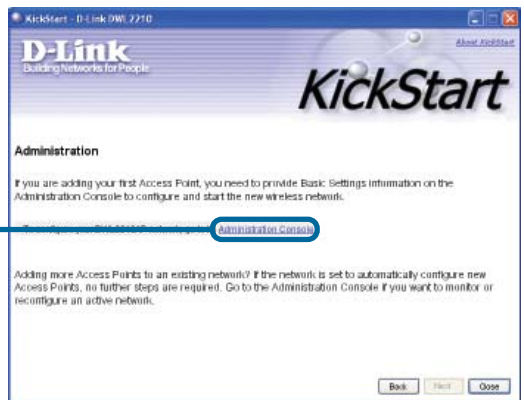 KickStart - D-Link DWL 2210
D-Link
Building Networks for People
About KickStart
KickStart
Administration
If you are adding your first Access Point, you need to provide Basic Settings information on the
Administration Console to configure and start the new wireless network.
Administration Console
Adding more Access Points to an existing network? If the network is set to automatically configure new
Access Points, no further steps are required. Go to the Administration Console if you want to monitor or
reconfigure an active network.
Back Next Close